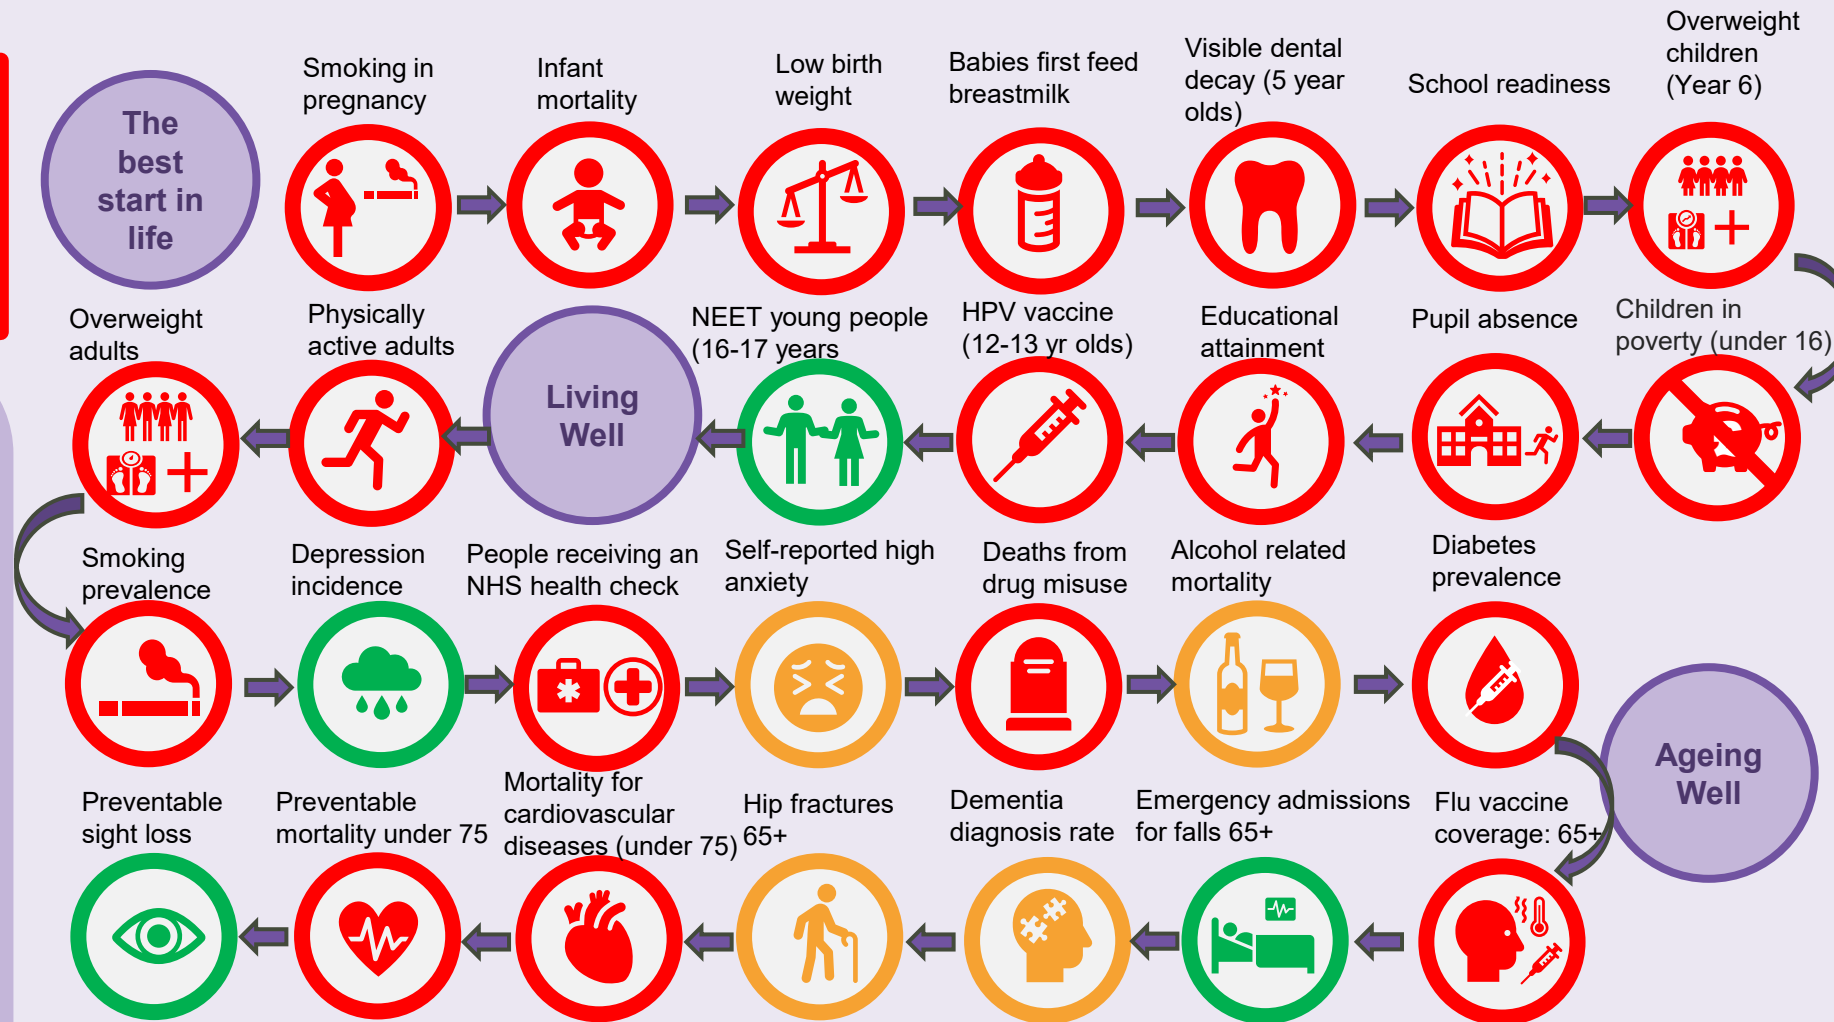 The
best
start in
life
Smoking in
pregnancy
Infant
mortality
Low birth
weight
Babies first feed
breastmilk
Visible dental
decay (5 year
olds)
School readiness
Overweight
children
(Year 6)
Overweight
adults
Physically
active adults
Living
Well
NEET young people
(16-17 years
HPV vaccine
(12-13 yr olds)
Educational
attainment
Pupil absence
Children in
poverty (under 16)
Smoking
prevalence
Depression
incidence
People receiving an
NHS health check
Self-reported high
anxiety
Deaths from
drug misuse
Alcohol related
mortality
Diabetes
prevalence
Ageing
Well
Preventable
sight loss
Preventable
mortality under 75
Mortality for
cardiovascular
diseases (under 75)
Hip fractures
65+
Dementia
diagnosis rate
Emergency admissions
for falls 65+
Flu vaccine
coverage: 65+